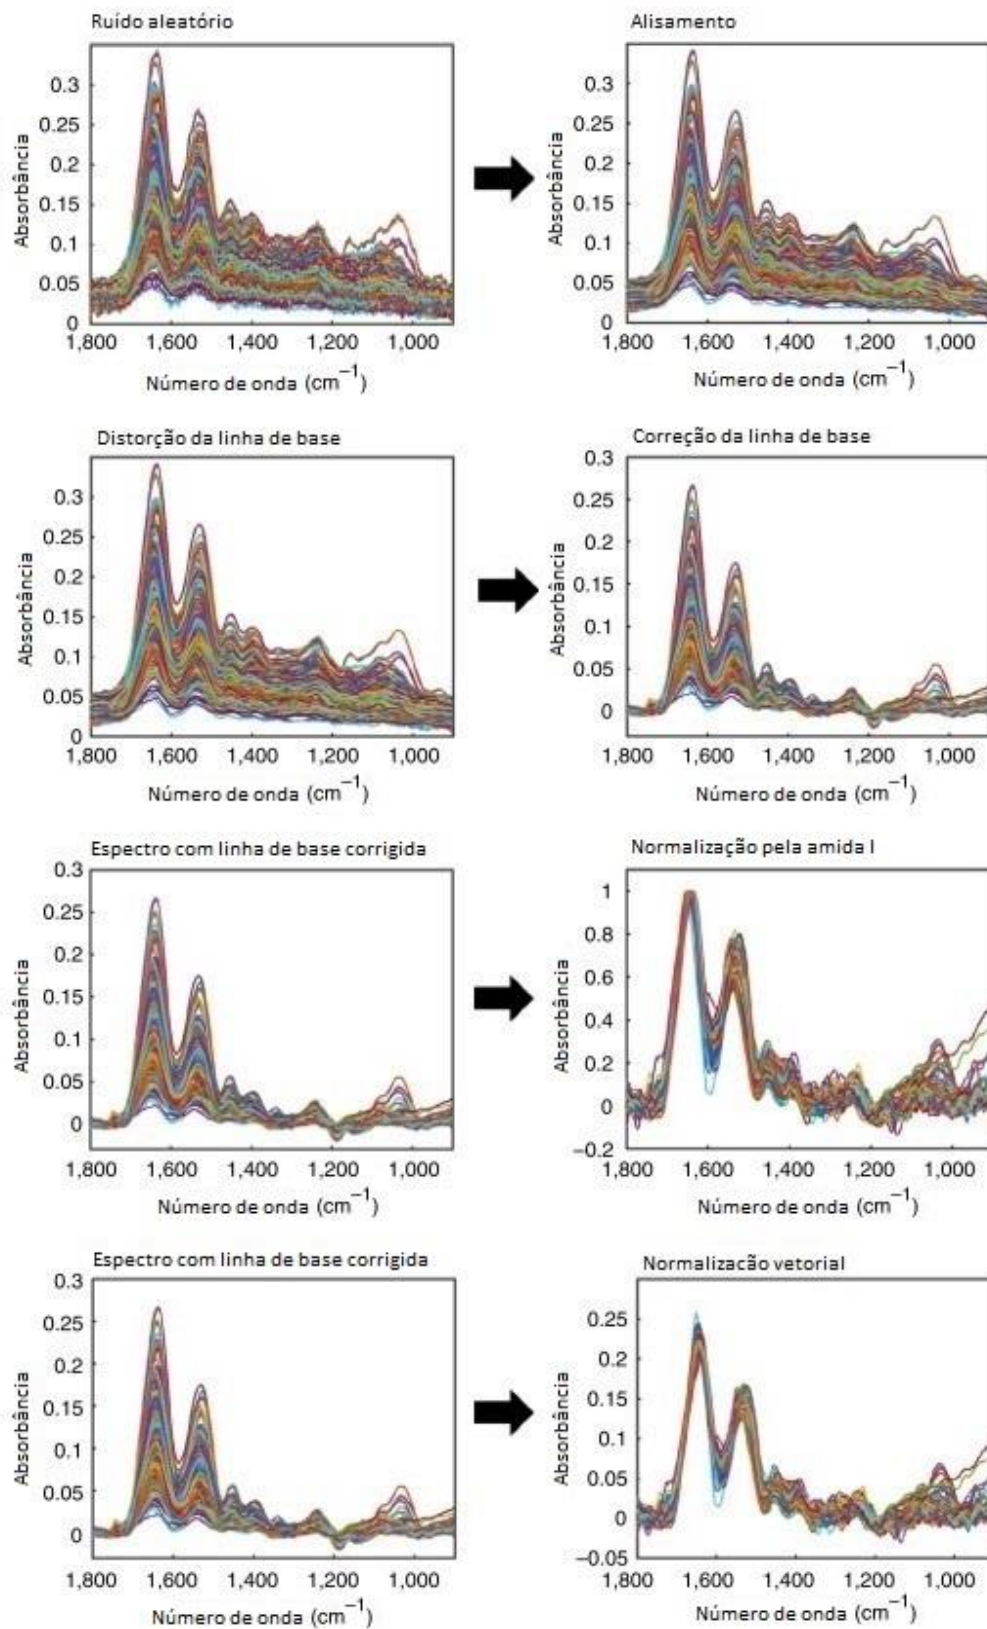 Ruído aleatório
Alisamento
Absorbância
0.3
0.25
0.2
0.15
0.1
0.05
0
1,800 1,600 1,400 1,200 1,000
Número de onda (cm⁻¹)
Absorbância
0.3
0.25
0.2
0.15
0.1
0.05
0
1,800 1,600 1,400 1,200 1,000
Número de onda (cm⁻¹)
Distorção da linha de base
Correção da linha de base
Absorbância
0.3
0.25
0.2
0.15
0.1
0.05
0
1,800 1,600 1,400 1,200 1,000
Número de onda (cm⁻¹)
Absorbância
0.3
0.25
0.2
0.15
0.1
0.05
0
1,800 1,600 1,400 1,200 1,000
Número de onda (cm⁻¹)
Espectro com linha de base corrigida
Normalização pela amida I
Absorbância
0.3
0.25
0.2
0.15
0.1
0.05
0
1,800 1,600 1,400 1,200 1,000
Número de onda (cm⁻¹)
Absorbância
1
0.8
0.6
0.4
0.2
0
–0.2
1,800 1,600 1,400 1,200 1,000
Número de onda (cm⁻¹)
Espectro com linha de base corrigida
Normalização vetorial
Absorbância
0.3
0.25
0.2
0.15
0.1
0.05
0
1,800 1,600 1,400 1,200 1,000
Número de onda (cm⁻¹)
Absorbância
0.25
0.2
0.15
0.1
0.05
0
–0.05
1,800 1,600 1,400 1,200 1,000
Número de onda (cm⁻¹)